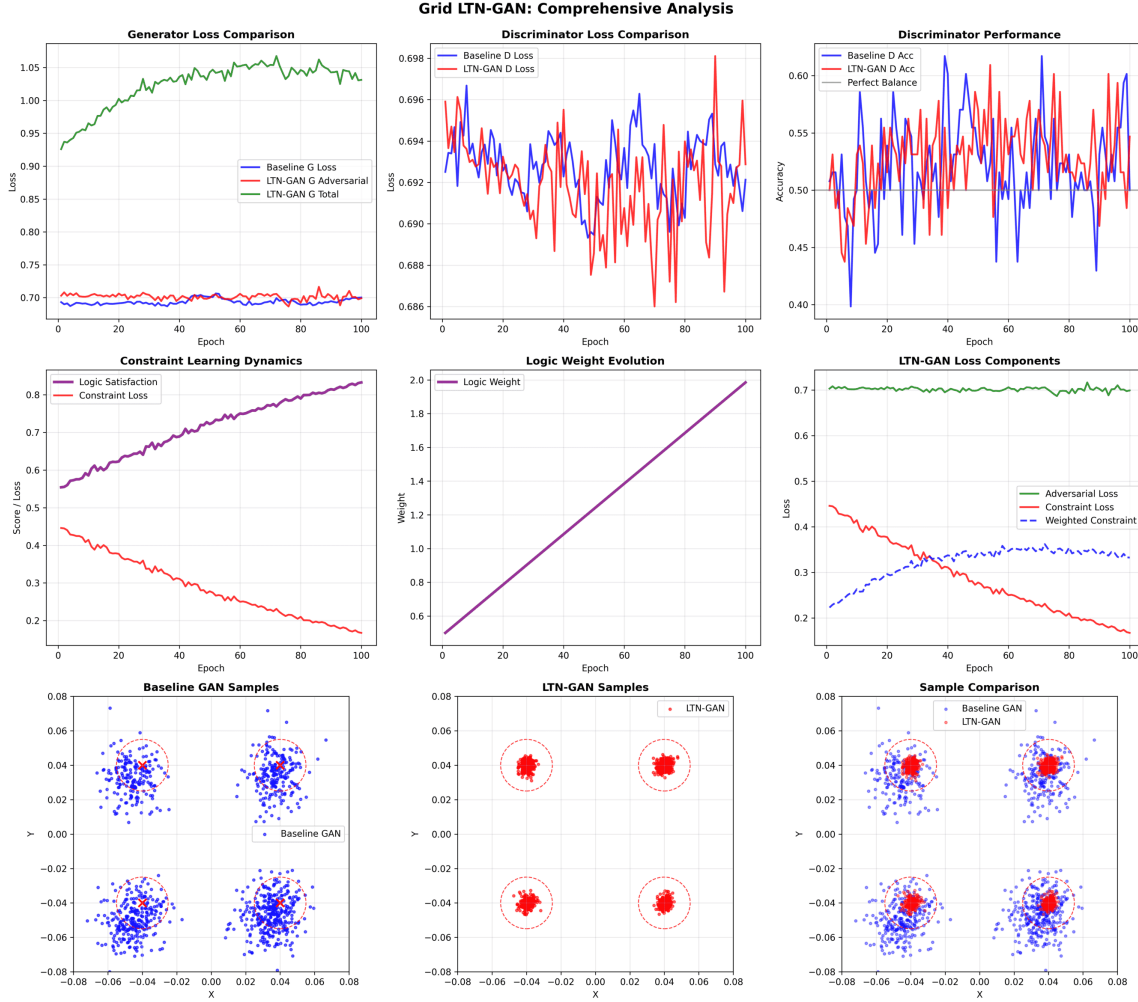 Grid LTN-GAN: Comprehensive Analysis
Generator Loss Comparison
Loss
1.05
1.00
0.95
0.90
0.85
0.80
0.75
0.70
Baseline G Loss
LTN-GAN G Adversarial
LTN-GAN G Total
0 20 40 60 80 100
Epoch
Discriminator Loss Comparison
Loss
0.698
0.696
0.694
0.692
0.690
0.688
0.686
Baseline D Loss
LTN-GAN D Loss
0 20 40 60 80 100
Epoch
Discriminator Performance
Accuracy
0.60
0.55
0.50
0.45
0.40
Baseline D Acc
LTN-GAN D Acc
Perfect Balance
0 20 40 60 80 100
Epoch
Constraint Learning Dynamics
Score / Loss
0.8
0.7
0.6
0.5
0.4
0.3
0.2
Logic Satisfaction
Constraint Loss
0 20 40 60 80 100
Epoch
Logic Weight Evolution
Weight
2.0
1.8
1.6
1.4
1.2
1.0
0.8
0.6
Logic Weight
0 20 40 60 80 100
Epoch
LTN-GAN Loss Components
Loss
0.7
0.6
0.5
0.4
0.3
0.2
Adversarial Loss
Constraint Loss
Weighted Constraint
0 20 40 60 80 100
Epoch
Baseline GAN Samples
Y
0.08
0.06
0.04
0.02
0.00
−0.02
−0.04
−0.06
−0.08
Baseline GAN
−0.08 −0.06 −0.04 −0.02 0.00 0.02 0.04 0.06 0.08
X
LTN-GAN Samples
Y
0.08
0.06
0.04
0.02
0.00
−0.02
−0.04
−0.06
−0.08
LTN-GAN
−0.08 −0.06 −0.04 −0.02 0.00 0.02 0.04 0.06 0.08
X
Sample Comparison
Y
0.08
0.06
0.04
0.02
0.00
−0.02
−0.04
−0.06
−0.08
Baseline GAN
LTN-GAN
−0.08 −0.06 −0.04 −0.02 0.00 0.02 0.04 0.06 0.08
X